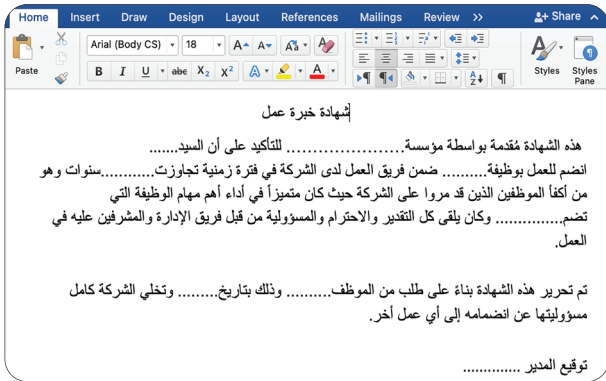 Home Insert Draw Design Layout References Mailings Review >> Share
Arial (Body CS) 18 A A Aa A
Paste B I U abc X2 X2 A A Styles Styles Pane
شهادة خبرة عمل
هذه الشهادة مُقدمة بواسطة مؤسسة...................... للتأكيد على أن السيد.......
انضم للعمل بوظيفة.......... ضمن فريق العمل لدى الشركة في فترة زمنية تجاوزت............سنوات وهو
من أكفأ الموظفين الذين قد مروا على الشركة حيث كان متميزاً في أداء أهم مهام الوظيفة التي
تضم............... وكان يلقى كل التقدير والاحترام والمسؤولية من قبل فريق الإدارة والمشرفين عليه في
العمل.
تم تحرير هذه الشهادة بناءً على طلب من الموظف.......... وذلك بتاريخ......... وتخلي الشركة كامل
مسؤوليتها عن انضمامه إلى أي عمل أخر.
توقيع المدير ..............